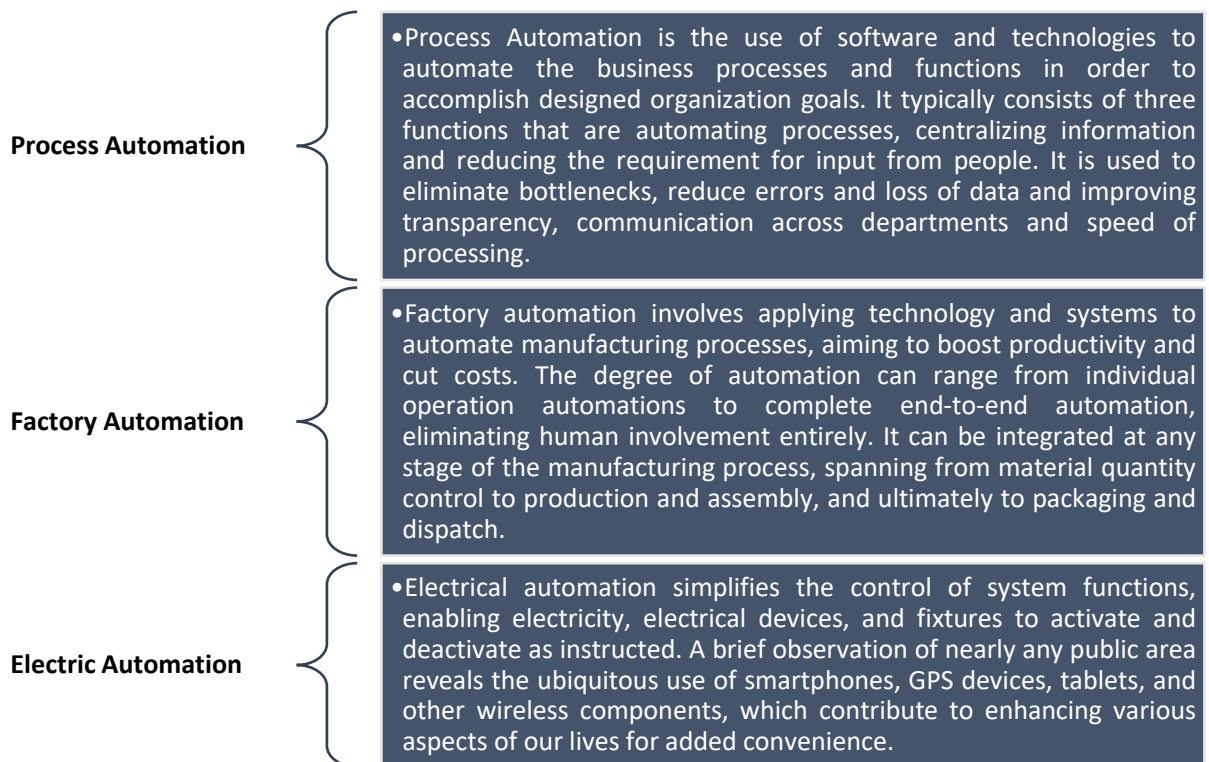 Process Automation
•Process Automation is the use of software and technologies to
automate the business processes and functions in order to
accomplish designed organization goals. It typically consists of three
functions that are automating processes, centralizing information
and reducing the requirement for input from people. It is used to
eliminate bottlenecks, reduce errors and loss of data and improving
transparency, communication across departments and speed of
processing.
Factory Automation
•Factory automation involves applying technology and systems to
automate manufacturing processes, aiming to boost productivity and
cut costs. The degree of automation can range from individual
operation automations to complete end-to-end automation,
eliminating human involvement entirely. It can be integrated at any
stage of the manufacturing process, spanning from material quantity
control to production and assembly, and ultimately to packaging and
dispatch.
Electric Automation
•Electrical automation simplifies the control of system functions,
enabling electricity, electrical devices, and fixtures to activate and
deactivate as instructed. A brief observation of nearly any public area
reveals the ubiquitous use of smartphones, GPS devices, tablets, and
other wireless components, which contribute to enhancing various
aspects of our lives for added convenience.